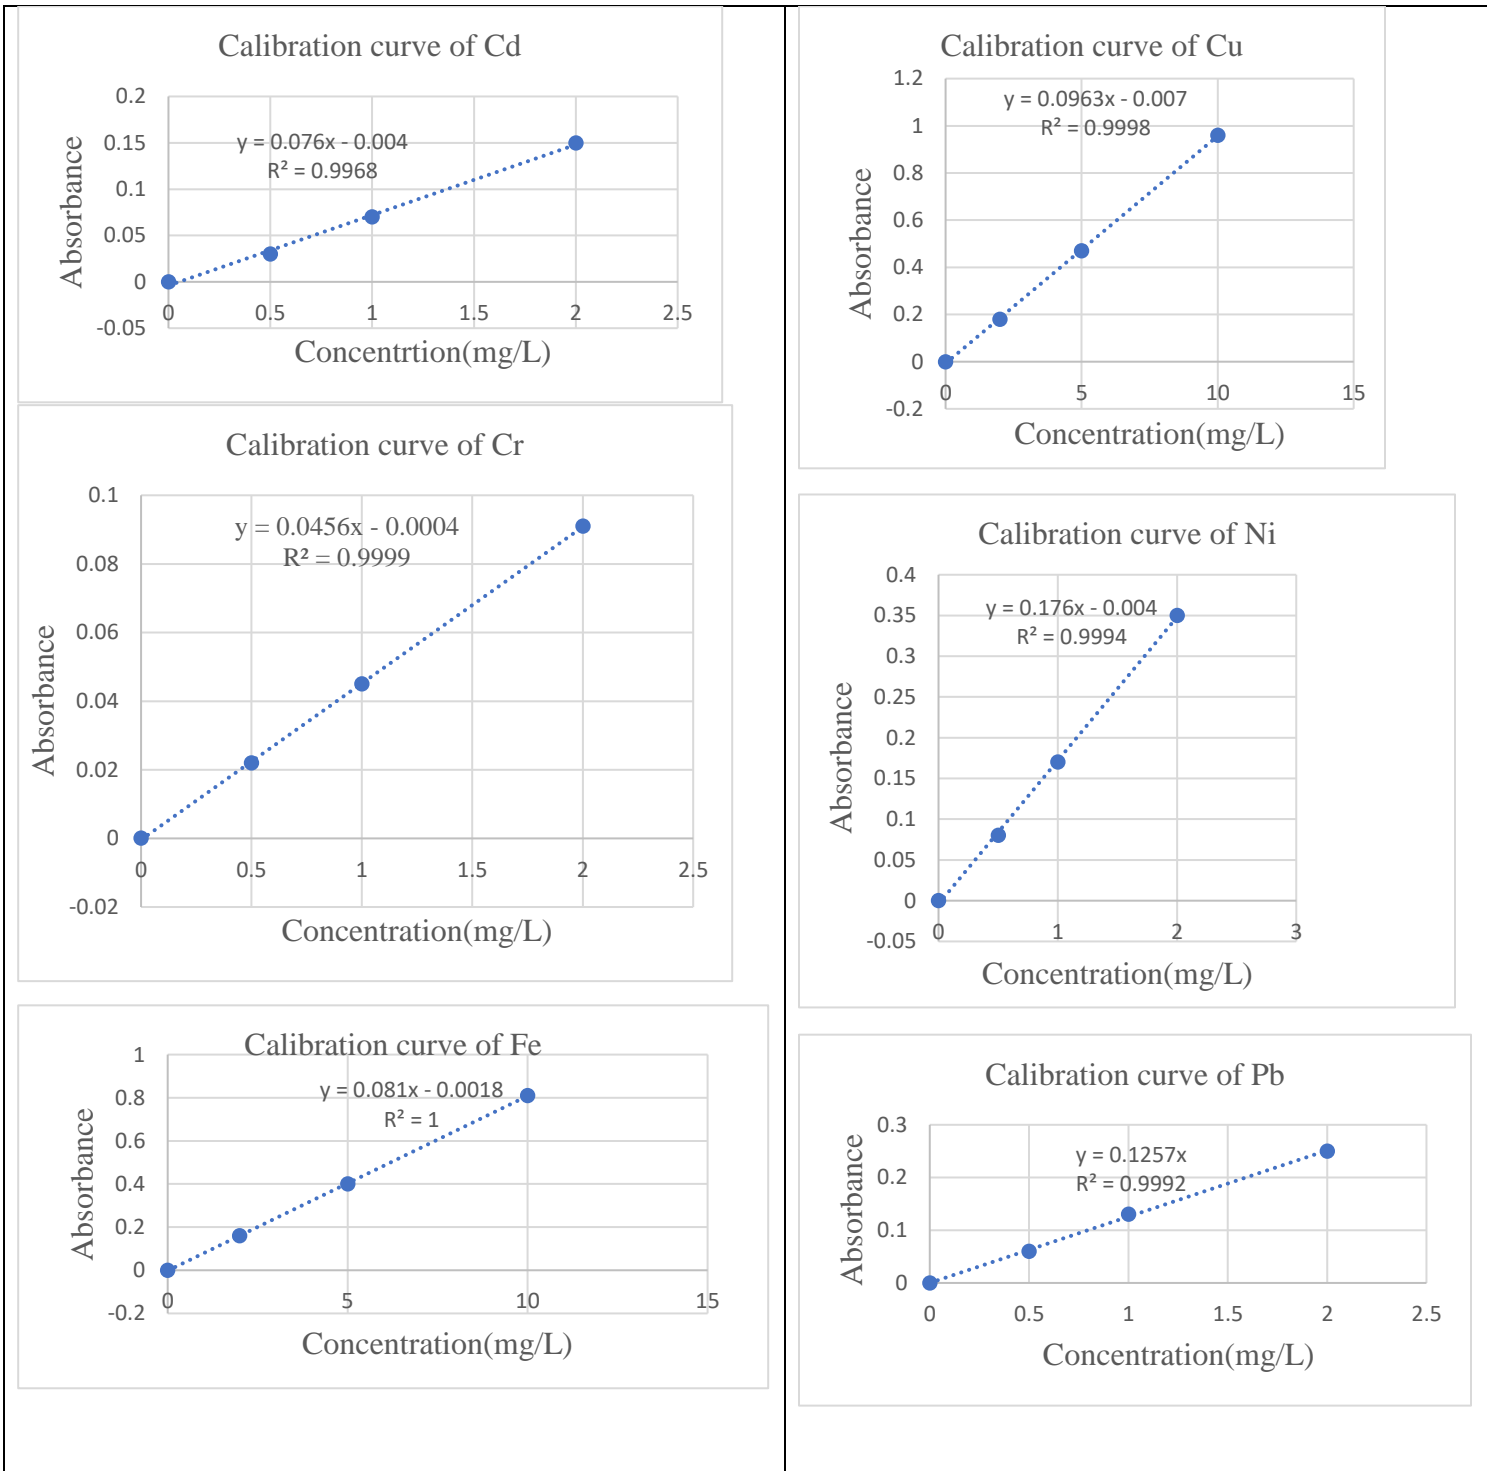 Calibration curve of Cd
0.2
0.15
0.1
0.05
0
-0.05
y = 0.076x - 0.004
R² = 0.9968
0 0.5 1 1.5 2 2.5
Absorbance
Concentrtion(mg/L)
Calibration curve of Cr
0.1
0.08
0.06
0.04
0.02
0
-0.02
y = 0.0456x - 0.0004
R² = 0.9999
0 0.5 1 1.5 2 2.5
Absorbance
Concentration(mg/L)
Calibration curve of Fe
1
0.8
0.6
0.4
0.2
0
-0.2
y = 0.081x - 0.0018
R² = 1
0 5 10 15
Absorbance
Concentration(mg/L)
Calibration curve of Cu
1.2
1
0.8
0.6
0.4
0.2
0
-0.2
y = 0.0963x - 0.007
R² = 0.9998
0 5 10 15
Absorbance
Concentration(mg/L)
Calibration curve of Ni
0.4
0.35
0.3
0.25
0.2
0.15
0.1
0.05
0
-0.05
y = 0.176x - 0.004
R² = 0.9994
0 1 2 3
Absorbance
Concentration(mg/L)
Calibration curve of Pb
0.3
0.2
0.1
0
y = 0.1257x
R² = 0.9992
0 0.5 1 1.5 2 2.5
Absorbance
Concentration(mg/L)